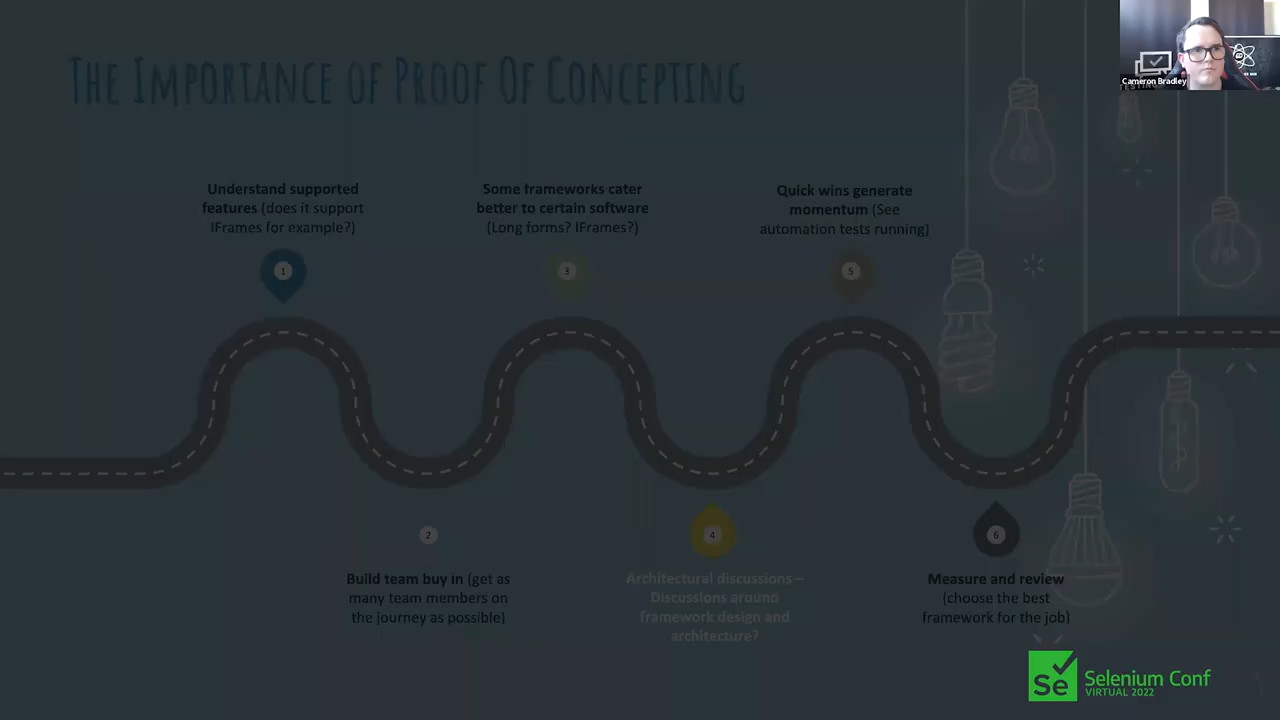 THE IMPORTANCE OF PROOF OF CONCEPTING
Cameron Bradley
TESTING
Understand supported
features (does it support
IFrames for example?)
Some frameworks cater
better to certain software
(Long forms? IFrames?)
Quick wins generate
momentum (See
automation tests running)
1
3
5
2
4
6
Build team buy in (get as
many team members on
the journey as possible)
Architectural discussions –
Discussions around
framework design and
architecture?
Measure and review
(choose the best
framework for the job)
Se
Selenium Conf
VIRTUAL 2022